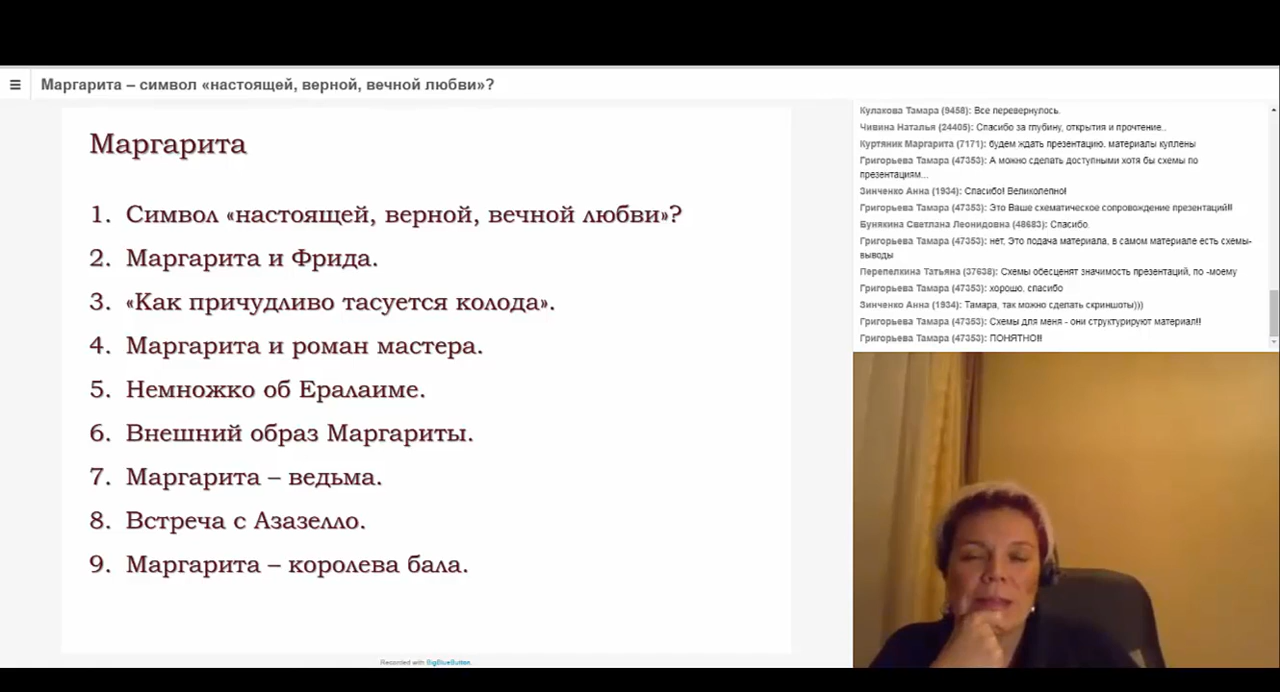 Маргарита – символ «настоящей, верной, вечной любви»?
Маргарита
1. Символ «настоящей, верной, вечной любви»?
2. Маргарита и Фрида.
3. «Как причудливо тасуется колода».
4. Маргарита и роман мастера.
5. Немножко об Ералаиме.
6. Внешний образ Маргариты.
7. Маргарита – ведьма.
8. Встреча с Азазелло.
9. Маргарита – королева бала.
Recorded with BigBlueButton.
Кулакова Тамара (9458): Все перевернулось.
Чивина Наталья (24405): Спасибо за глубину, открытия и прочтение..
Куртяник Маргарита (7171): будем ждать презентацию. материалы куплены
Григорьева Тамара (47353): А можно сделать доступными хотя бы схемы по
презентациям...
Зинченко Анна (1934): Спасибо! Великолепно!
Григорьева Тамара (47353): Это Ваше схематическое сопровождение презентаций!!
Бунякина Светлана Леонидовна (48683): Спасибо.
Григорьева Тамара (47353): нет, Это подача материала, в самом материале есть схемы-
выводы
Перепелкина Татьяна (37638): Схемы обесценят значимость презентаций, по -моему
Григорьева Тамара (47353): хорошо. спасибо
Зинченко Анна (1934): Тамара, так можно сделать скриншоты)))
Григорьева Тамара (47353): Схемы для меня - они структурируют материал!!
Григорьева Тамара (47353): ПОНЯТНО!!